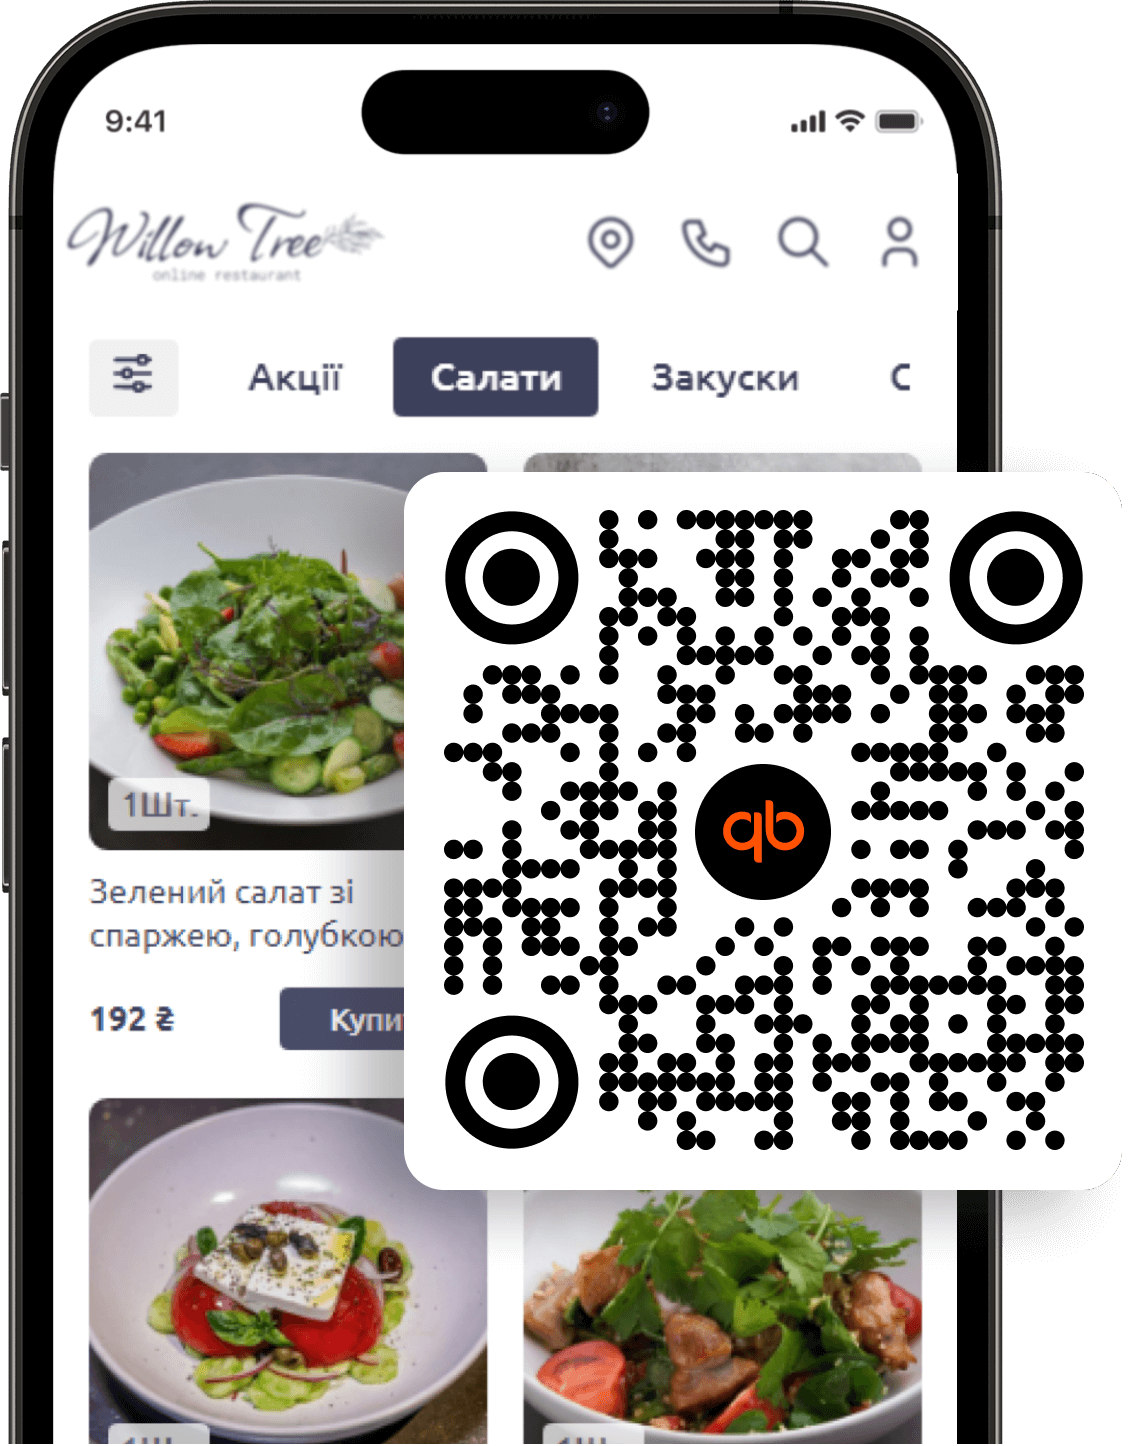 9:41
Willow Tree
online restaurant
Акції
Салати
Закуски
С
1Шт.
qb
Зелений салат зі
спаржею, голубкою
192 ₴
Купи